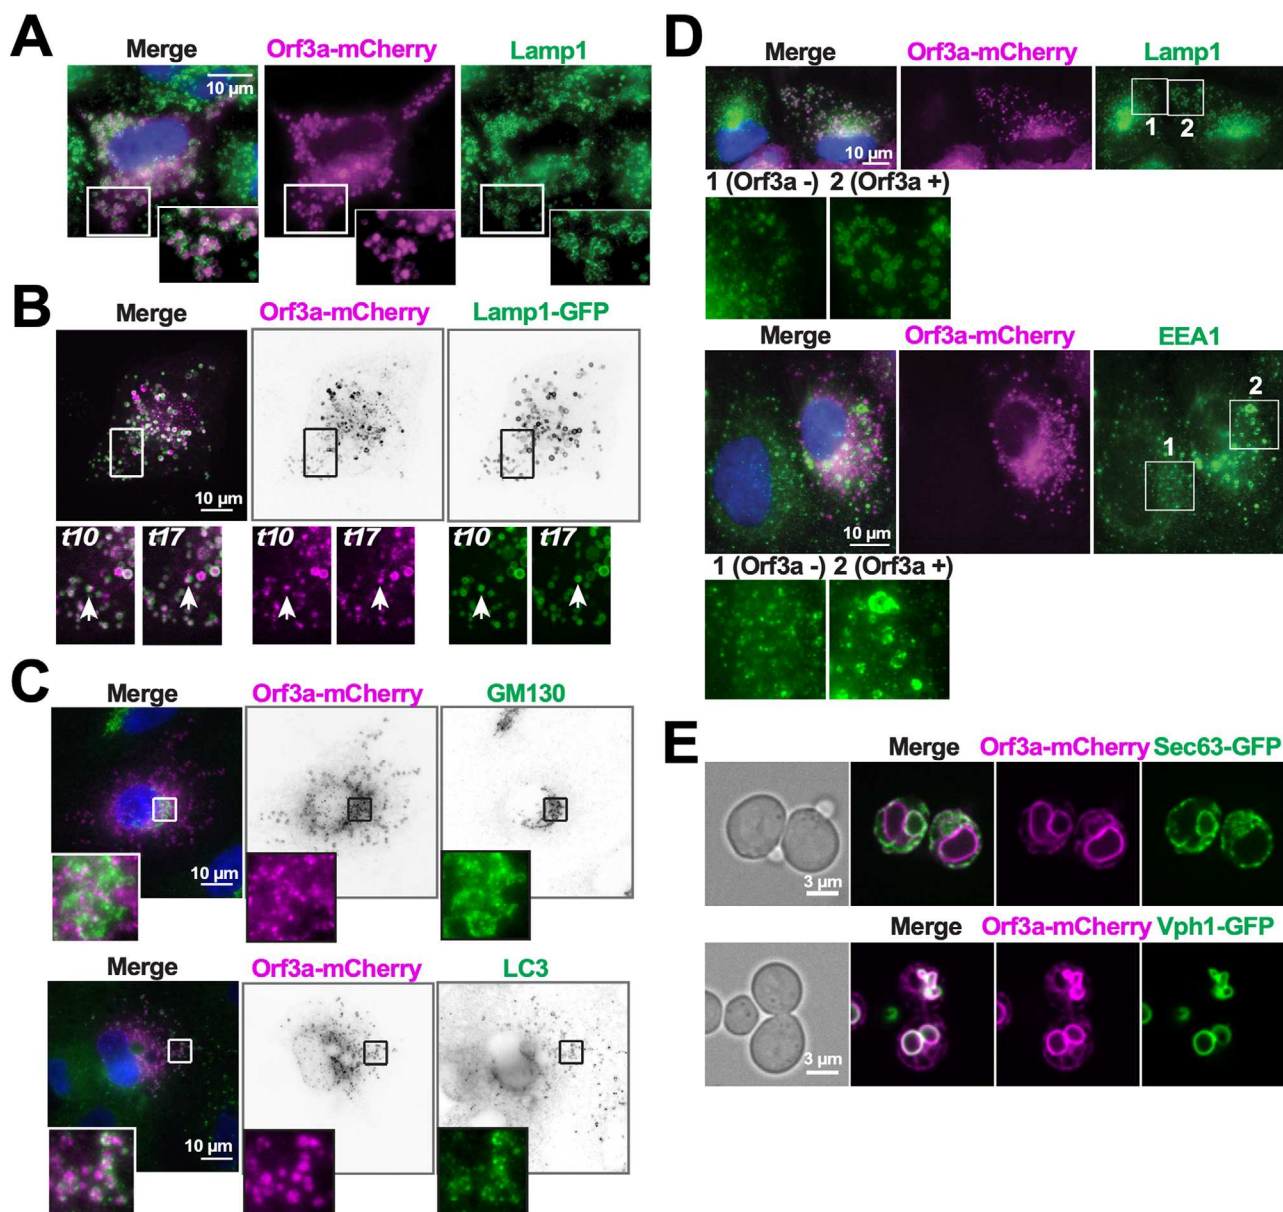 A
Merge Orf3a-mCherry Lamp1
10 µm
B
Merge Orf3a-mCherry Lamp1-GFP
10 µm
t10 t17 t10 t17 t10 t17
C
Merge Orf3a-mCherry GM130
10 µm
Merge Orf3a-mCherry LC3
10 µm
D
Merge Orf3a-mCherry Lamp1
1 2
10 µm
1 (Orf3a -) 2 (Orf3a +)
Merge Orf3a-mCherry EEA1
2
1
10 µm
1 (Orf3a -) 2 (Orf3a +)
E
Merge Orf3a-mCherry Sec63-GFP
3 µm
Merge Orf3a-mCherry Vph1-GFP
3 µm